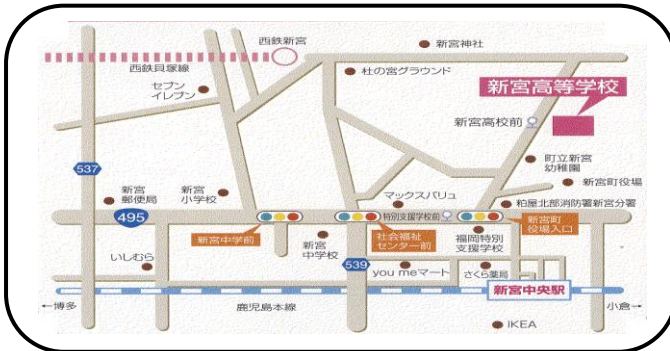 西鉄新宮
新宮神社
西鉄貝塚線
杜の宮グラウンド
セブン
イレブン
新宮高等学校
新宮高校前
537
町立新宮
幼稚園
新宮町役場
新宮
郵便局
新宮
小学校
マックスバリュ
粕屋北部消防署新宮分署
495
特別支援学校前
新宮中学前
社会福祉
センター前
新宮町
役場入口
新宮
中学校
福岡特別
支援学校
いしむら
539
you meマート
さくら薬局
新宮中央駅
←博多
鹿児島本線
小倉→
IKEA